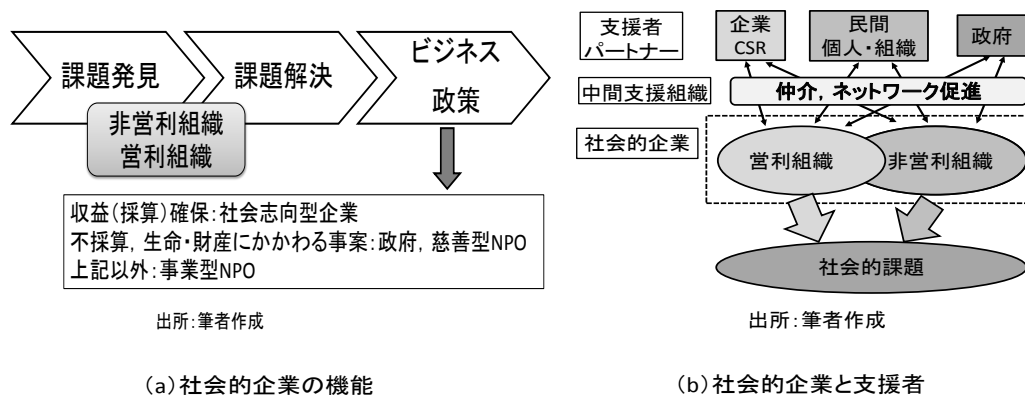 課題発見
課題解決
ビジネス
政策
非営利組織
営利組織
収益(採算)確保:社会志向型企業
不採算,生命・財産にかかわる事案:政府,慈善型NPO
上記以外:事業型NPO
出所:筆者作成
(a)社会的企業の機能
支援者
パートナー
企業
CSR
民間
個人・組織
政府
中間支援組織
仲介,ネットワーク促進
社会的企業
営利組織
非営利組織
社会的課題
出所:筆者作成
(b)社会的企業と支援者